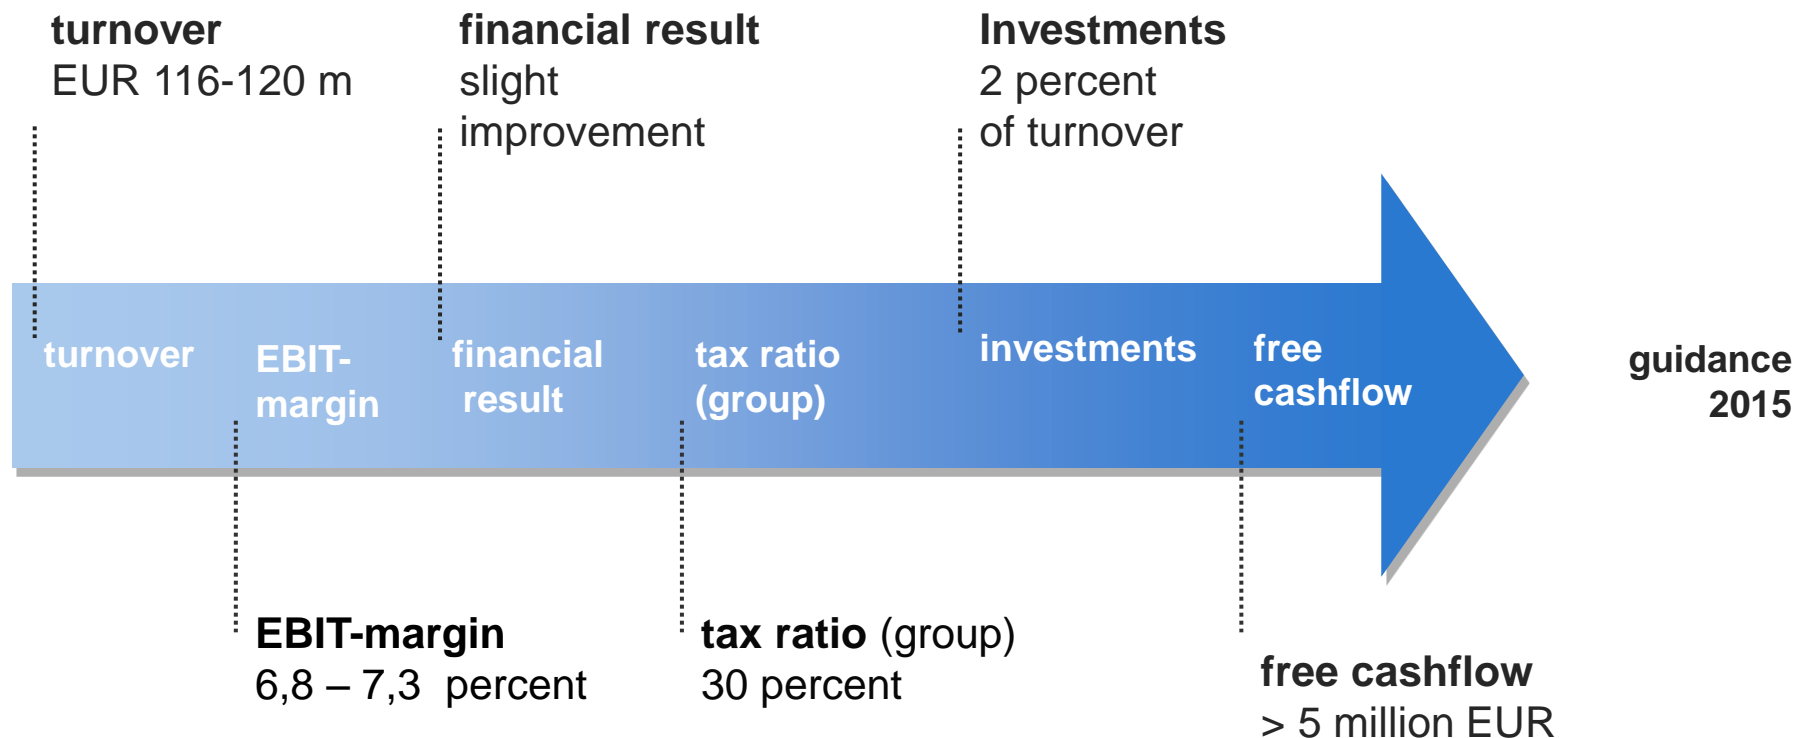 turnover
EUR 116-120 m
financial result
slight
improvement
Investments
2 percent
of turnover
turnover
EBIT-
margin
financial
result
tax ratio
(group)
investments
free
cashflow
guidance
2015
EBIT-margin
6,8 – 7,3 percent
tax ratio (group)
30 percent
free cashflow
> 5 million EUR